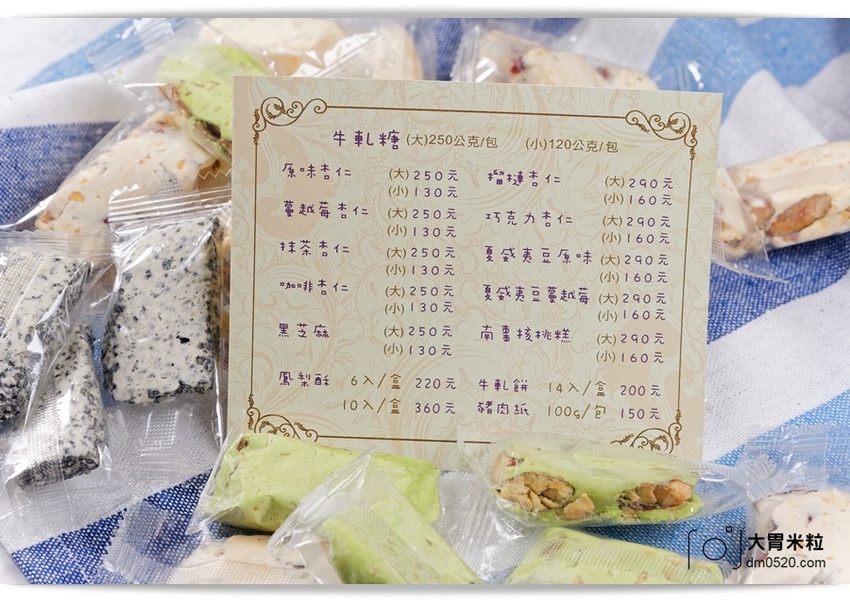 牛軋糖 (大)250公克/包 (小)120公克/包
原味杏仁 (大)250元
(小)130元
蔓越莓杏仁 (大)250元
(小)130元
抹茶杏仁 (大)250元
(小)130元
咖啡杏仁 (大)250元
(小)130元
黑芝麻 (大)250元
(小)130元
榴槤杏仁 (大)290元
(小)160元
巧克力杏仁 (大)290元
(小)160元
夏威夷豆原味 (大)290元
(小)160元
夏威夷豆蔓越莓 (大)290元
(小)160元
南棗核桃糕 (大)290元
(小)160元
鳳梨酥 6入/盒 220元
10入/盒 360元
牛軋餅 14入/盒 200元
豬肉紙 100g/包 150元
大胃米粒
dm0520.com